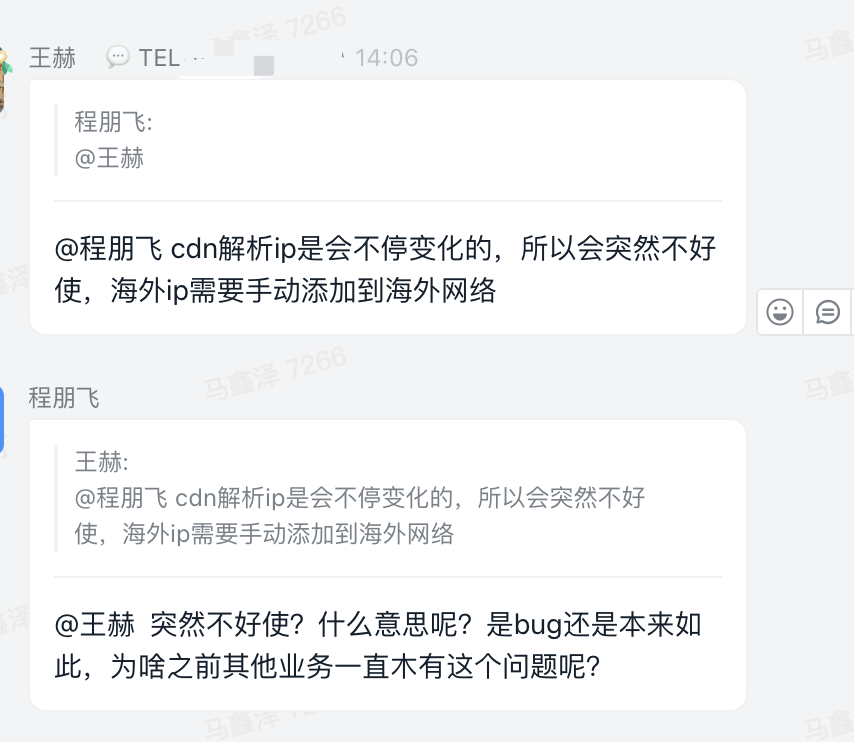 马鑫泽 7266
王赫 TEL 14:06
程朋飞:
@王赫
@程朋飞 cdn解析ip是会不停变化的，所以会突然不好
使，海外ip需要手动添加到海外网络
马鑫泽 7266
程朋飞
王赫:
@程朋飞 cdn解析ip是会不停变化的，所以会突然不好
使，海外ip需要手动添加到海外网络
@王赫 突然不好使？什么意思呢？是bug还是本来如
此，为啥之前其他业务一直木有这个问题呢？
马鑫泽